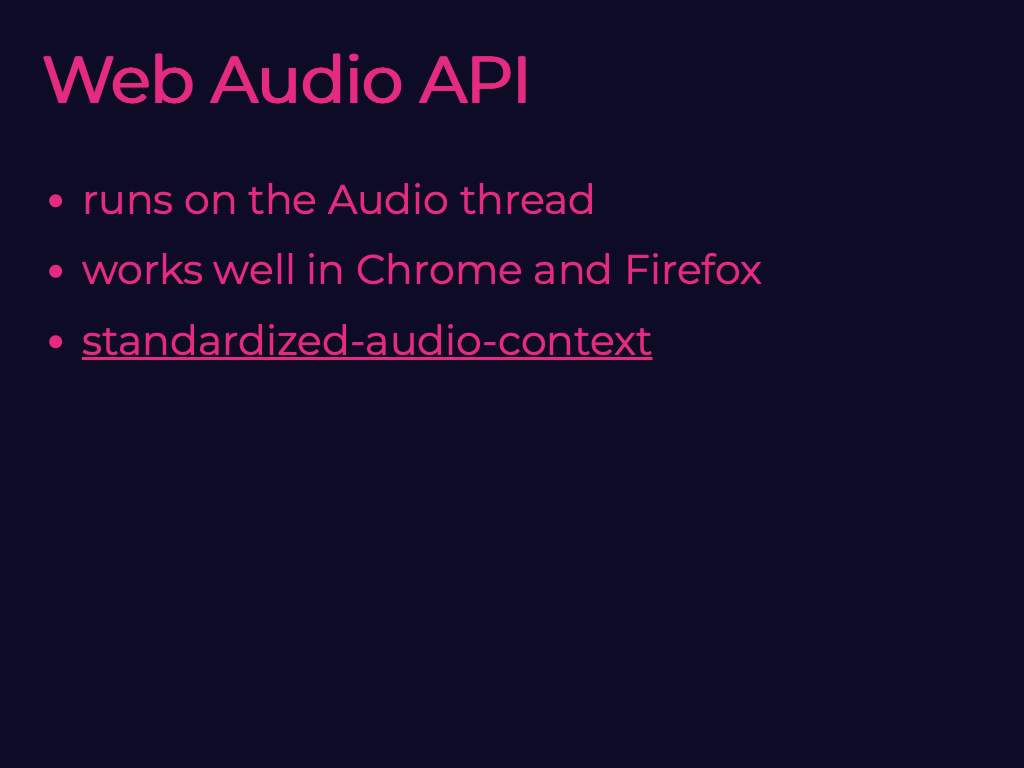 Web Audio API
• runs on the Audio thread
• works well in Chrome and Firefox
• standardized-audio-context